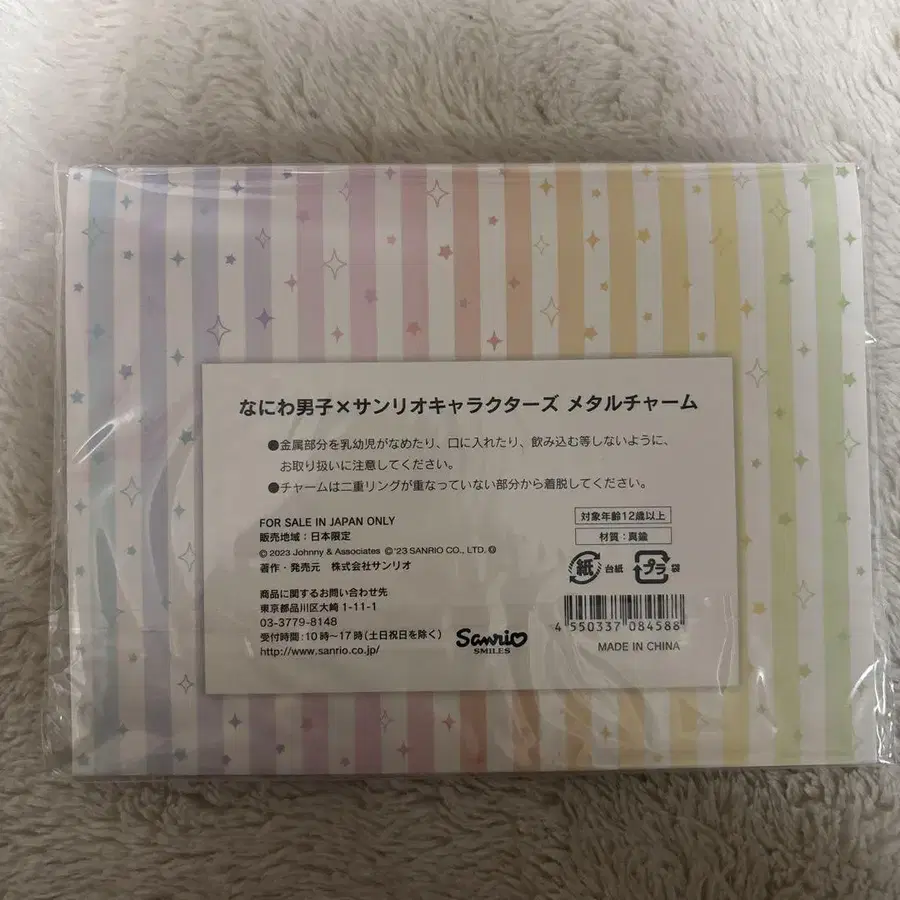 なにわ男子×サンリオキャラクターズ メタルチャーム
●金属部分を乳幼児がなめたり、口に入れたり、飲み込む等しないように、
お取り扱いに注意してください。
●チャームは二重リングが重なっていない部分から着脱してください。
FOR SALE IN JAPAN ONLY
販売地域：日本限定
© 2023 Johnny & Associates © '23 SANRIO CO., LTD. Ⓗ
著作・発売元 株式会社サンリオ
対象年齢12歳以上
材質：真鍮
紙 台紙
プラ 袋
商品に関するお問い合わせ先
東京都品川区大崎 1-11-1
03-3779-8148
受付時間：10時〜17時（土日祝日を除く）
http://www.sanrio.co.jp/
Sanrio
SMILES
4 550337 084588
MADE IN CHINA